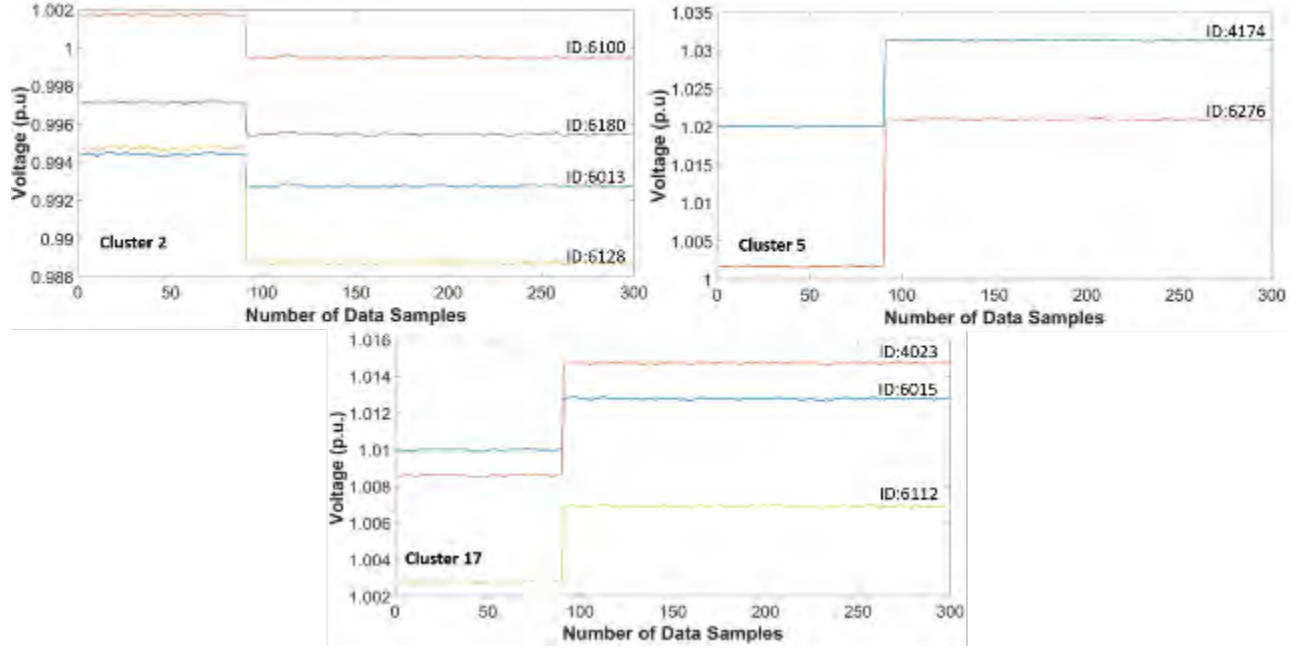 1.002
1
0.998
0.996
0.994
0.992
0.99
0.988
Voltage (p.u)
ID:6100
ID:6180
ID:6013
ID:6128
Cluster 2
0
50
100
150
200
250
300
Number of Data Samples
1.035
1.03
1.025
1.02
1.015
1.01
1.005
1
Voltage (p.u)
ID:4174
ID:6276
Cluster 5
0
50
100
150
200
250
300
Number of Data Samples
1.016
1.014
1.012
1.01
1.008
1.006
1.004
1.002
Voltage (p.u.)
ID:4023
ID:6015
ID:6112
Cluster 17
0
50
100
150
200
250
300
Number of Data Samples